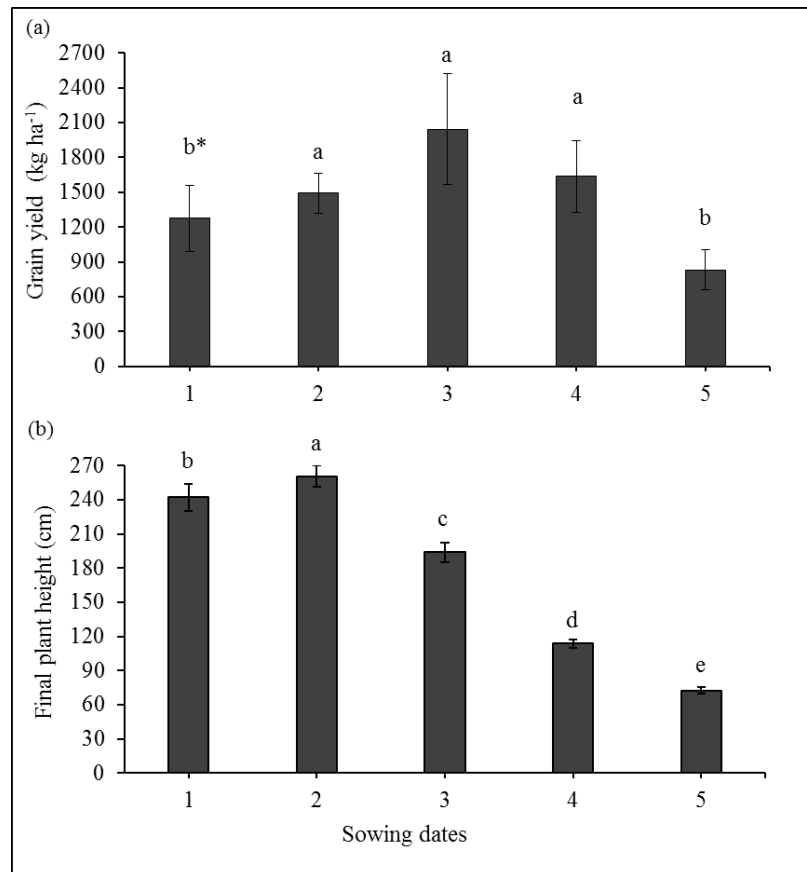 (a)
Grain yield (kg ha⁻¹)
2700
2400
2100
1800
1500
1200
900
600
300
0
b*
a
a
a
b
1 2 3 4 5
(b)
Final plant height (cm)
270
240
210
180
150
120
90
60
30
0
b
a
c
d
e
1 2 3 4 5
Sowing dates